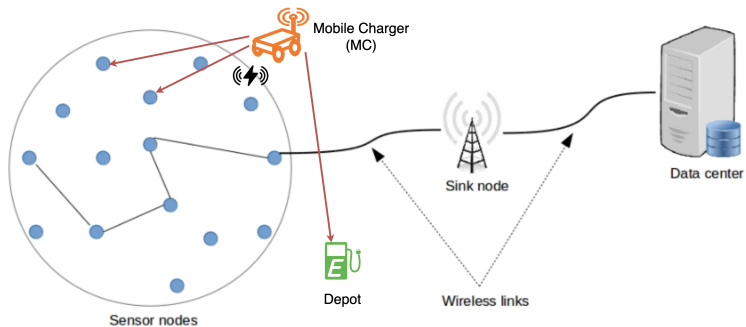 Mobile Charger
(MC)
Sink node
Data center
E
Depot
Wireless links
Sensor nodes